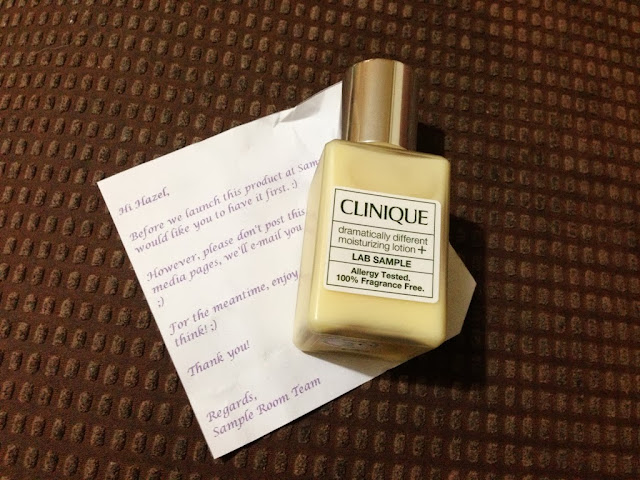 Hi Hazel,
Before we launch this product at Sam
would like you to have it first. :)
However, please don't post this
media pages, we'll e-mail you
;)
For the meantime, enjoy
think! ;)
Thank you!
Regards,
Sample Room Team
CLINIQUE
dramatically different
moisturizing lotion +
LAB SAMPLE
Allergy Tested.
100% Fragrance Free.